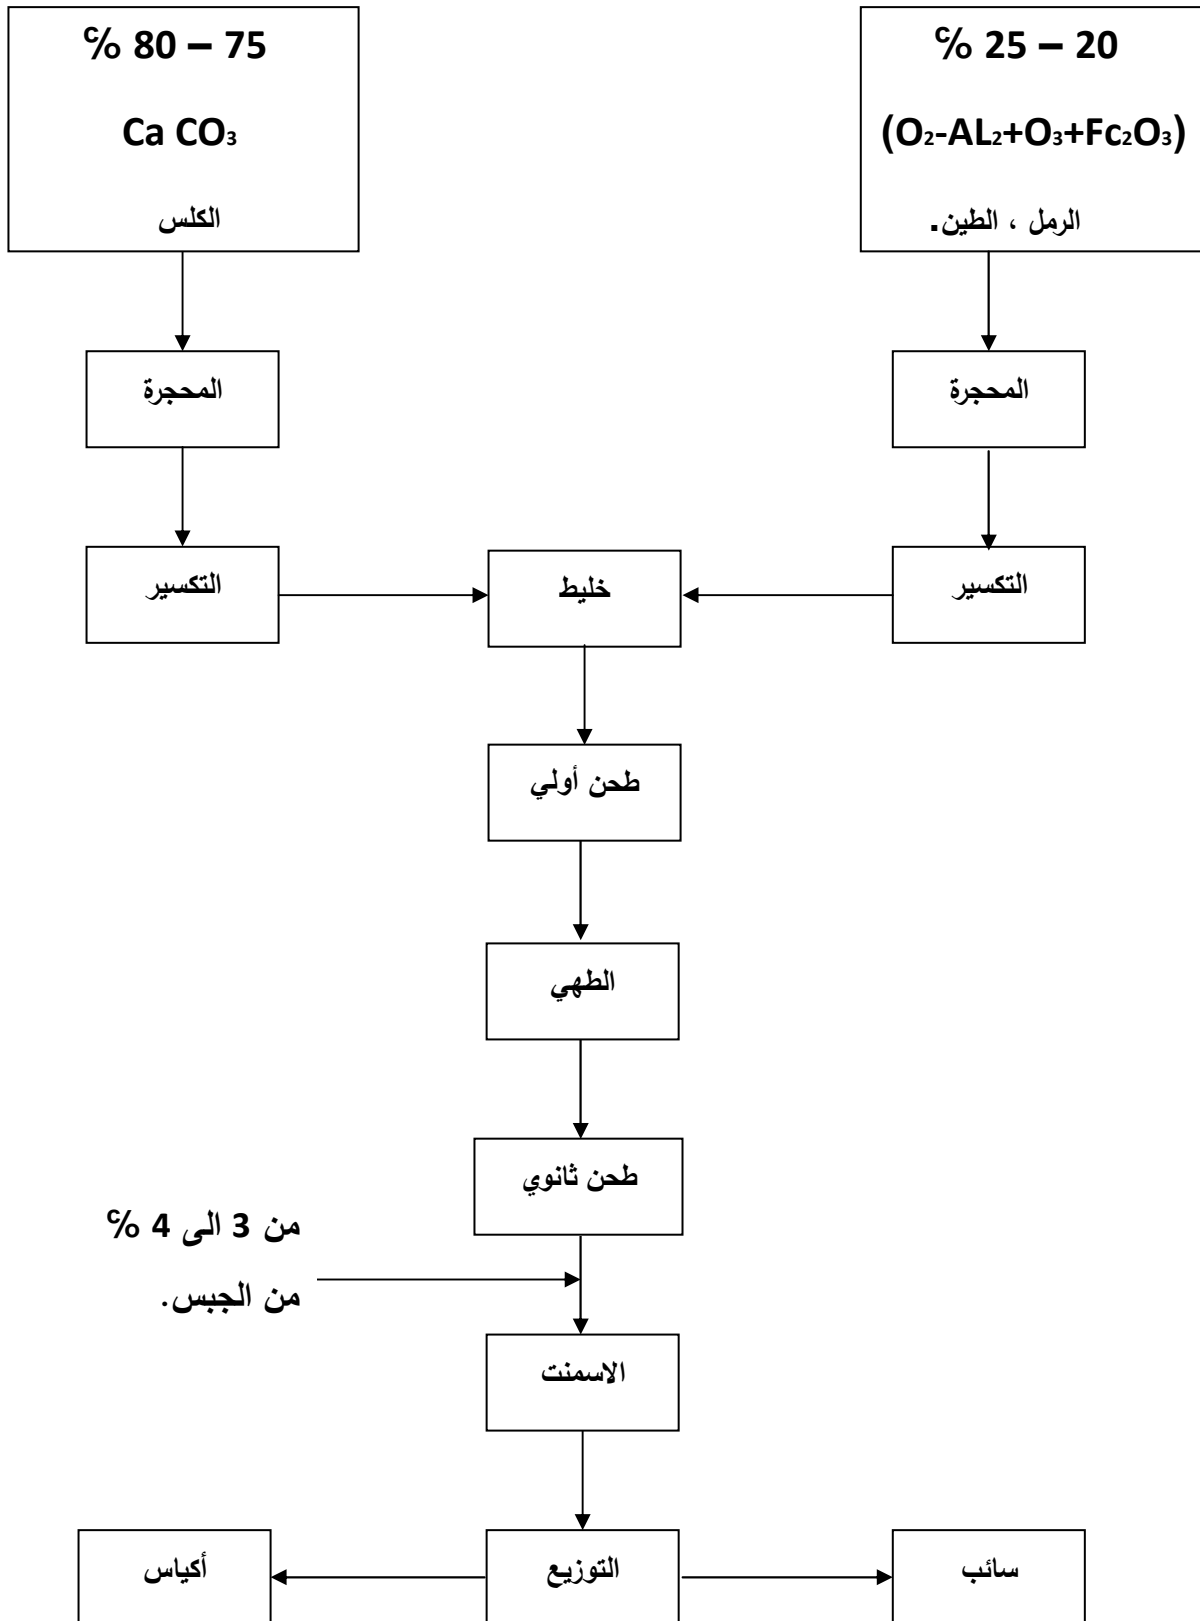 ℅ 80 – 75
Ca CO₃
الكلس
℅ 25 – 20
(O₂-AL₂+O₃+Fc₂O₃)
الرمل ، الطين.
المحجرة
المحجرة
التكسير
خليط
التكسير
طحن أولي
الطهي
طحن ثانوي
من 3 الى 4 ℅
من الجبس.
الاسمنت
أكياس
التوزيع
سائب